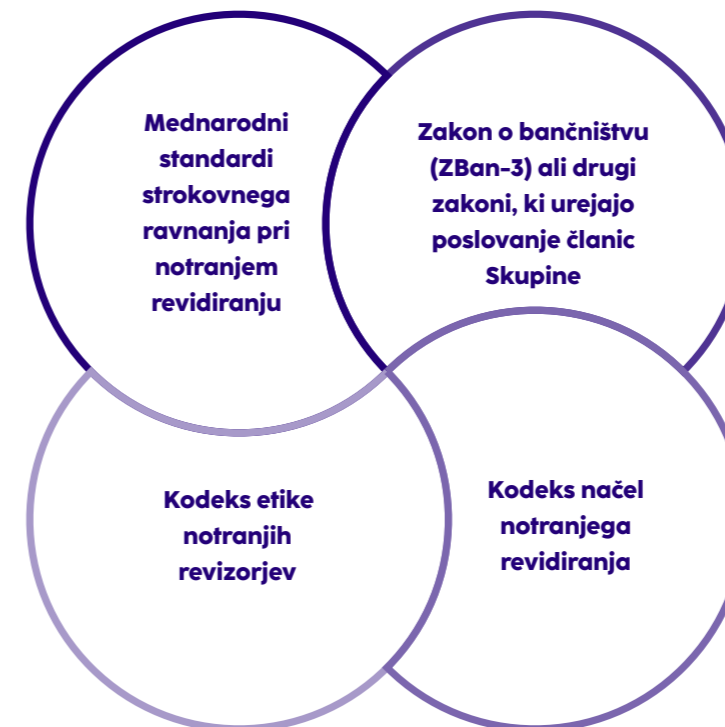 Mednarodni
standardi
strokovnega
ravnanja pri
notranjem
revidiranju
Zakon o bančništvu
(ZBan-3) ali drugi
zakoni, ki urejajo
poslovanje članic
Skupine
Kodeks etike
notranjih
revizorjev
Kodeks načel
notranjega
revidiranja